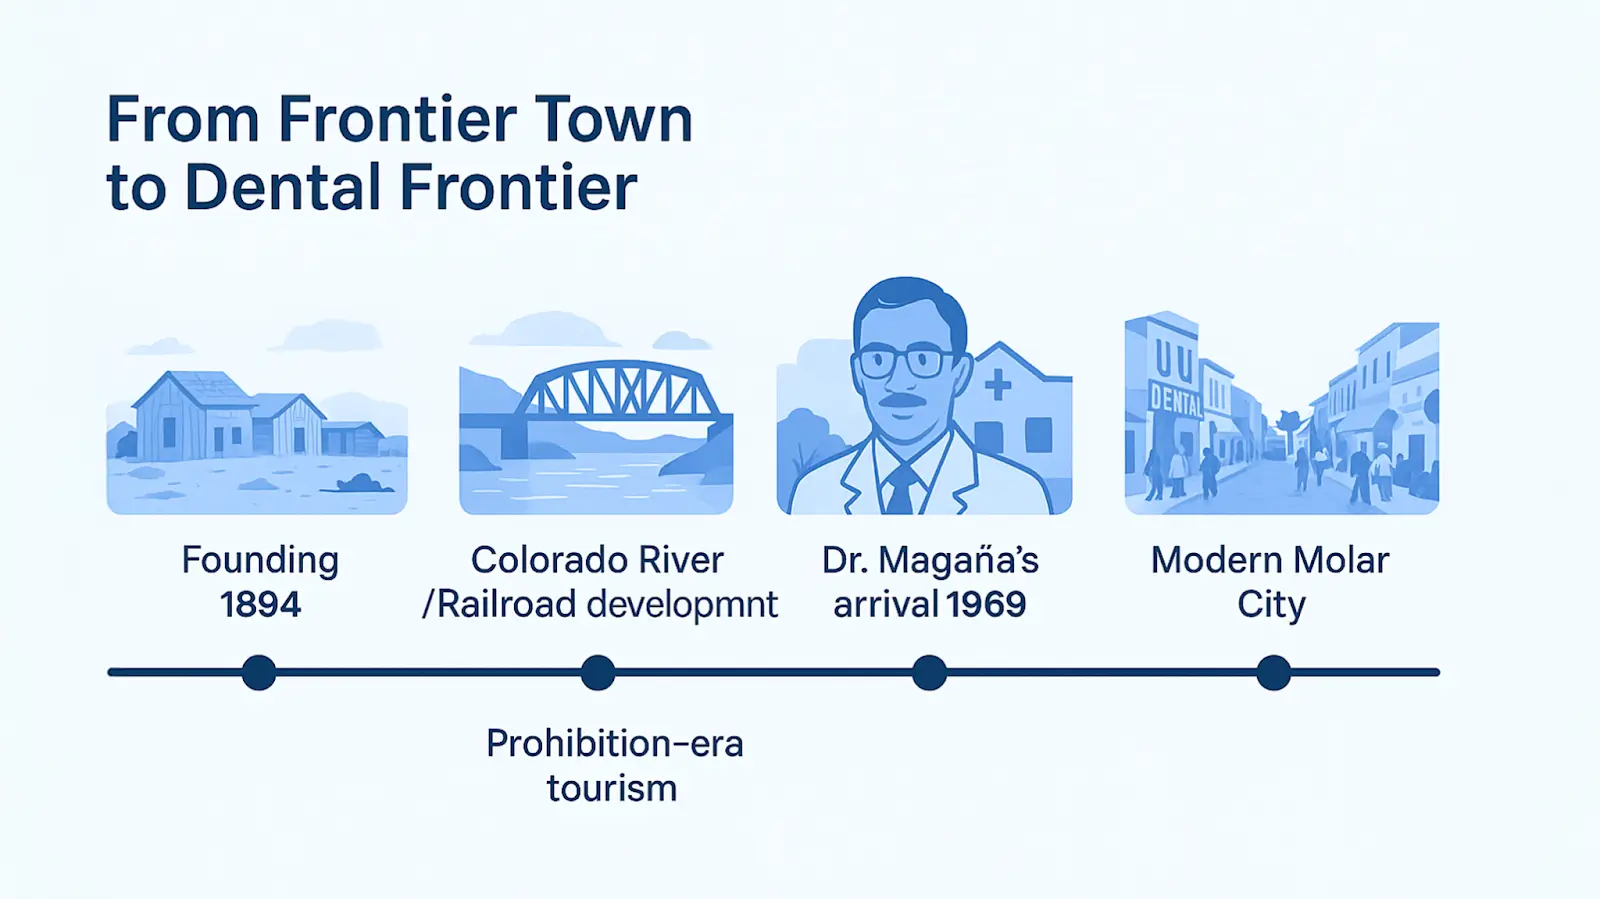 From Frontier Town
to Dental Frontier
UU
DENTAL
Founding
1894
Colorado River
/Railroad developmnt
Dr. Magaña’s
arrival 1969
Modern Molar
City
Prohibition-era
tourism